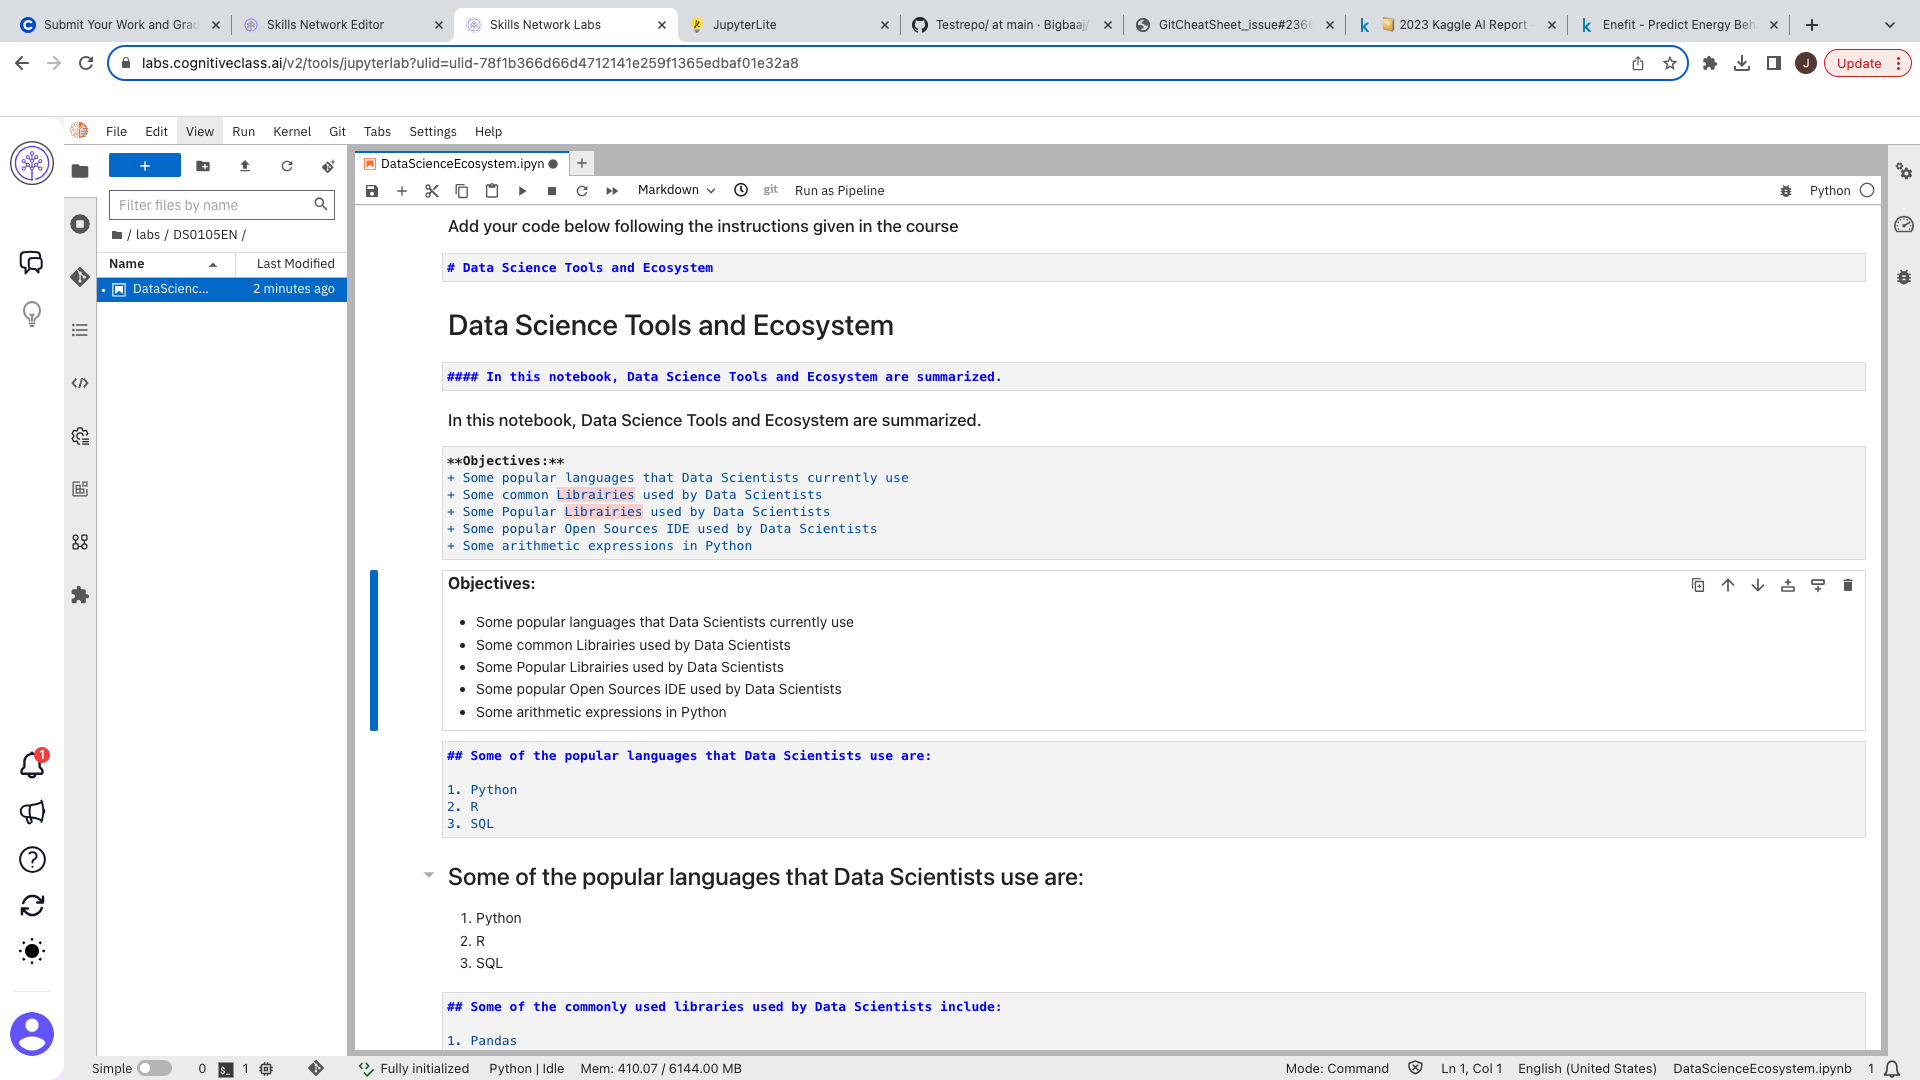 Submit Your Work and Grad
Skills Network Editor
Skills Network Labs
JupyterLite
Testrepo/ at main · Bigbaaj/
GitCheatSheet_issue#2366
2023 Kaggle AI Report -
Enefit - Predict Energy Beh
labs.cognitiveclass.ai/v2/tools/jupyterlab?ulid=ulid-78f1b366d66d4712141e259f1365edbaf01e32a8
J
Update
File Edit View Run Kernel Git Tabs Settings Help
DataScienceEcosystem.ipyn
Markdown
git
Run as Pipeline
Python
Filter files by name
/ labs / DS0105EN /
Name
Last Modified
DataScienc...
2 minutes ago
Add your code below following the instructions given in the course
# Data Science Tools and Ecosystem
Data Science Tools and Ecosystem
#### In this notebook, Data Science Tools and Ecosystem are summarized.
In this notebook, Data Science Tools and Ecosystem are summarized.
**Objectives:**
+ Some popular languages that Data Scientists currently use
+ Some common Librairies used by Data Scientists
+ Some Popular Librairies used by Data Scientists
+ Some popular Open Sources IDE used by Data Scientists
+ Some arithmetic expressions in Python
Objectives:
• Some popular languages that Data Scientists currently use
• Some common Librairies used by Data Scientists
• Some Popular Librairies used by Data Scientists
• Some popular Open Sources IDE used by Data Scientists
• Some arithmetic expressions in Python
## Some of the popular languages that Data Scientists use are:
1. Python
2. R
3. SQL
Some of the popular languages that Data Scientists use are:
1. Python
2. R
3. SQL
## Some of the commonly used libraries used by Data Scientists include:
1. Pandas
1
Simple
0
1
Fully initialized
Python | Idle
Mem: 410.07 / 6144.00 MB
Mode: Command
Ln 1, Col 1
English (United States)
DataScienceEcosystem.ipynb
1